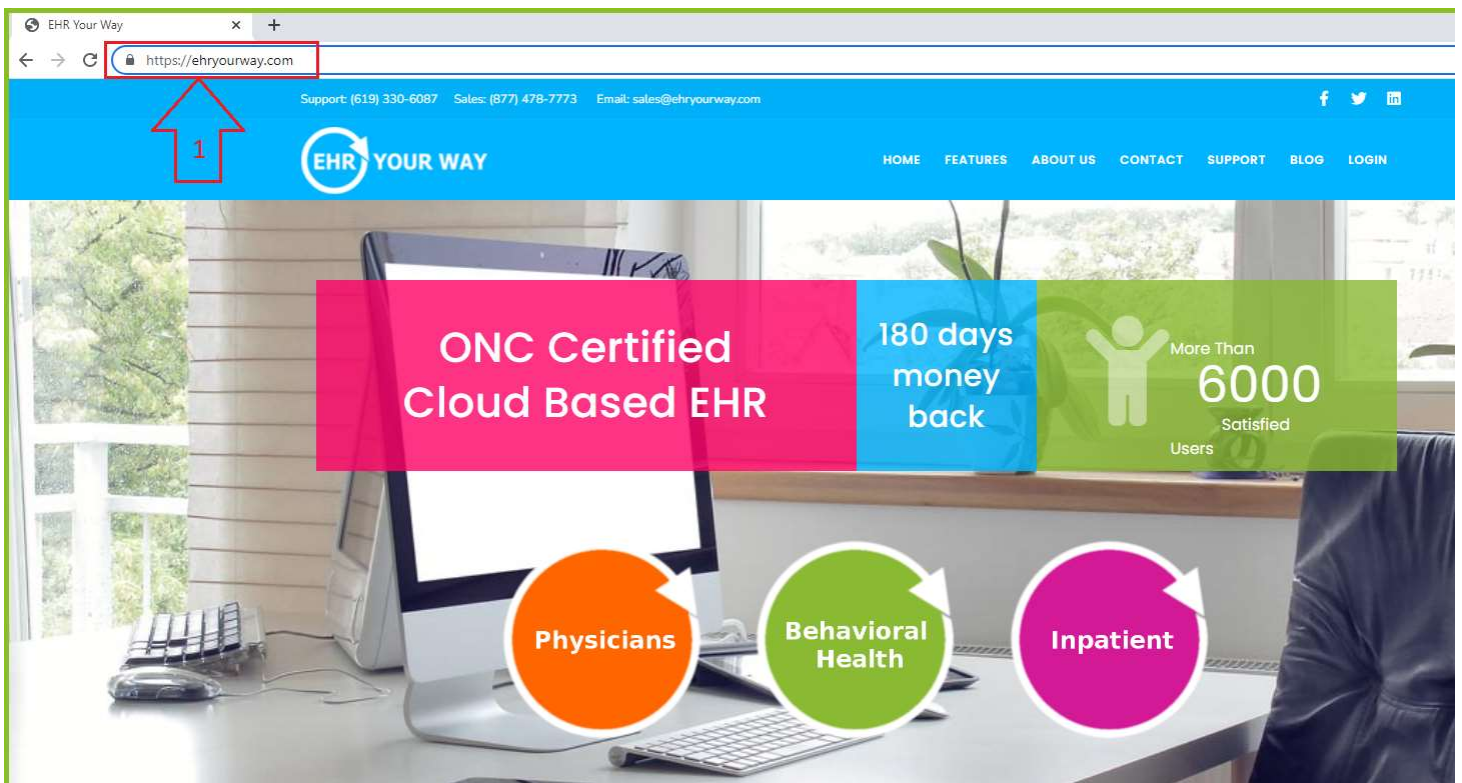 EHR Your Way
https://ehryourway.com
Support: (619) 330-6087 Sales: (877) 478-7773 Email: sales@ehryourway.com
1
EHR YOUR WAY
HOME FEATURES ABOUT US CONTACT SUPPORT BLOG LOGIN
ONC Certified
Cloud Based EHR
180 days
money
back
More Than
6000
Satisfied
Users
Physicians
Behavioral
Health
Inpatient